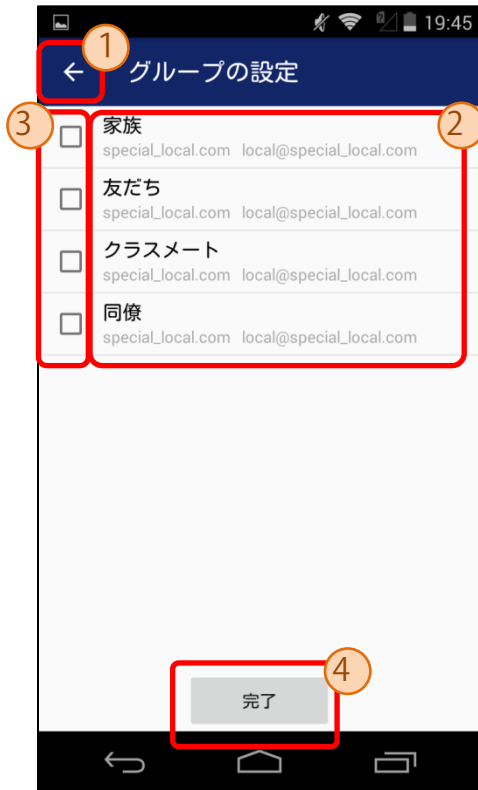 19:45
1
← グループの設定
3
2
家族
special_local.com local@special_local.com
友だち
special_local.com local@special_local.com
クラスメート
special_local.com local@special_local.com
同僚
special_local.com local@special_local.com
4
完了